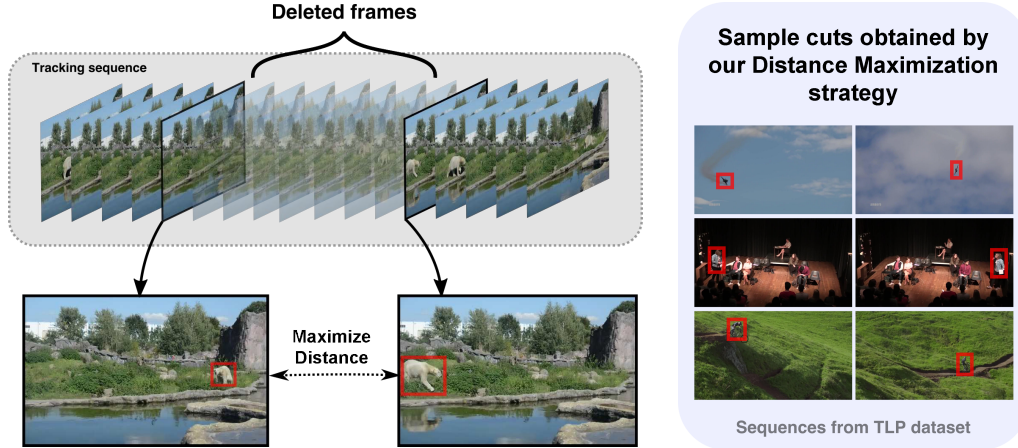 Deleted frames
Tracking sequence
Maximize
Distance
Sample cuts obtained by
our Distance Maximization
strategy
Sequences from TLP dataset